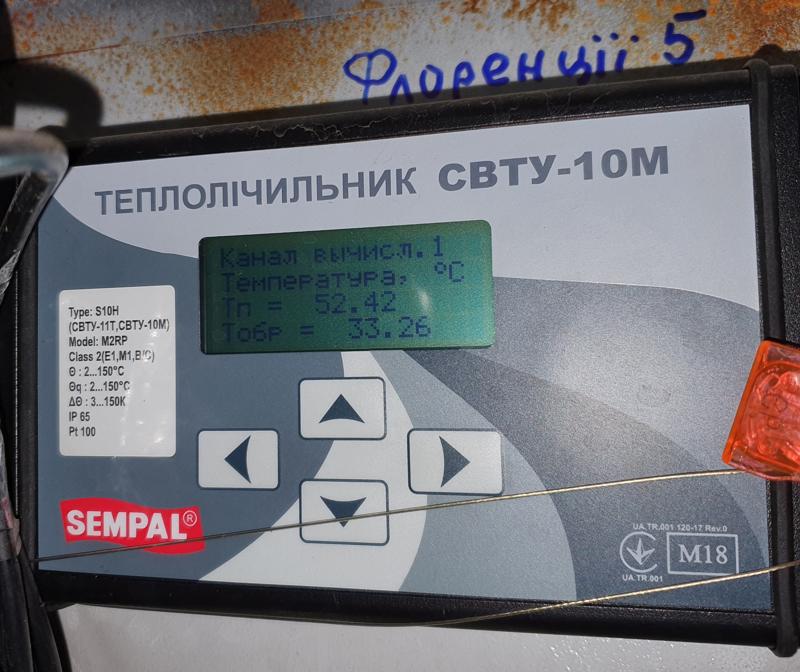 Флоренції 5
ТЕПЛОЛІЧИЛЬНИК СВТУ-10М
Канал вычисл.1
Температура, °C
Тп = 52.42
Тобр = 33.26
Type: S10H
(СВТУ-11Т,СВТУ-10М)
Model: M2RP
Class 2(E1,M1,B/C)
Θ : 2...150°C
Θq : 2...150°C
ΔΘ : 3...150K
IP 65
Pt 100
SEMPAL®
UA.TR.001 120-17 Rev.0
M18
UA.TR.001